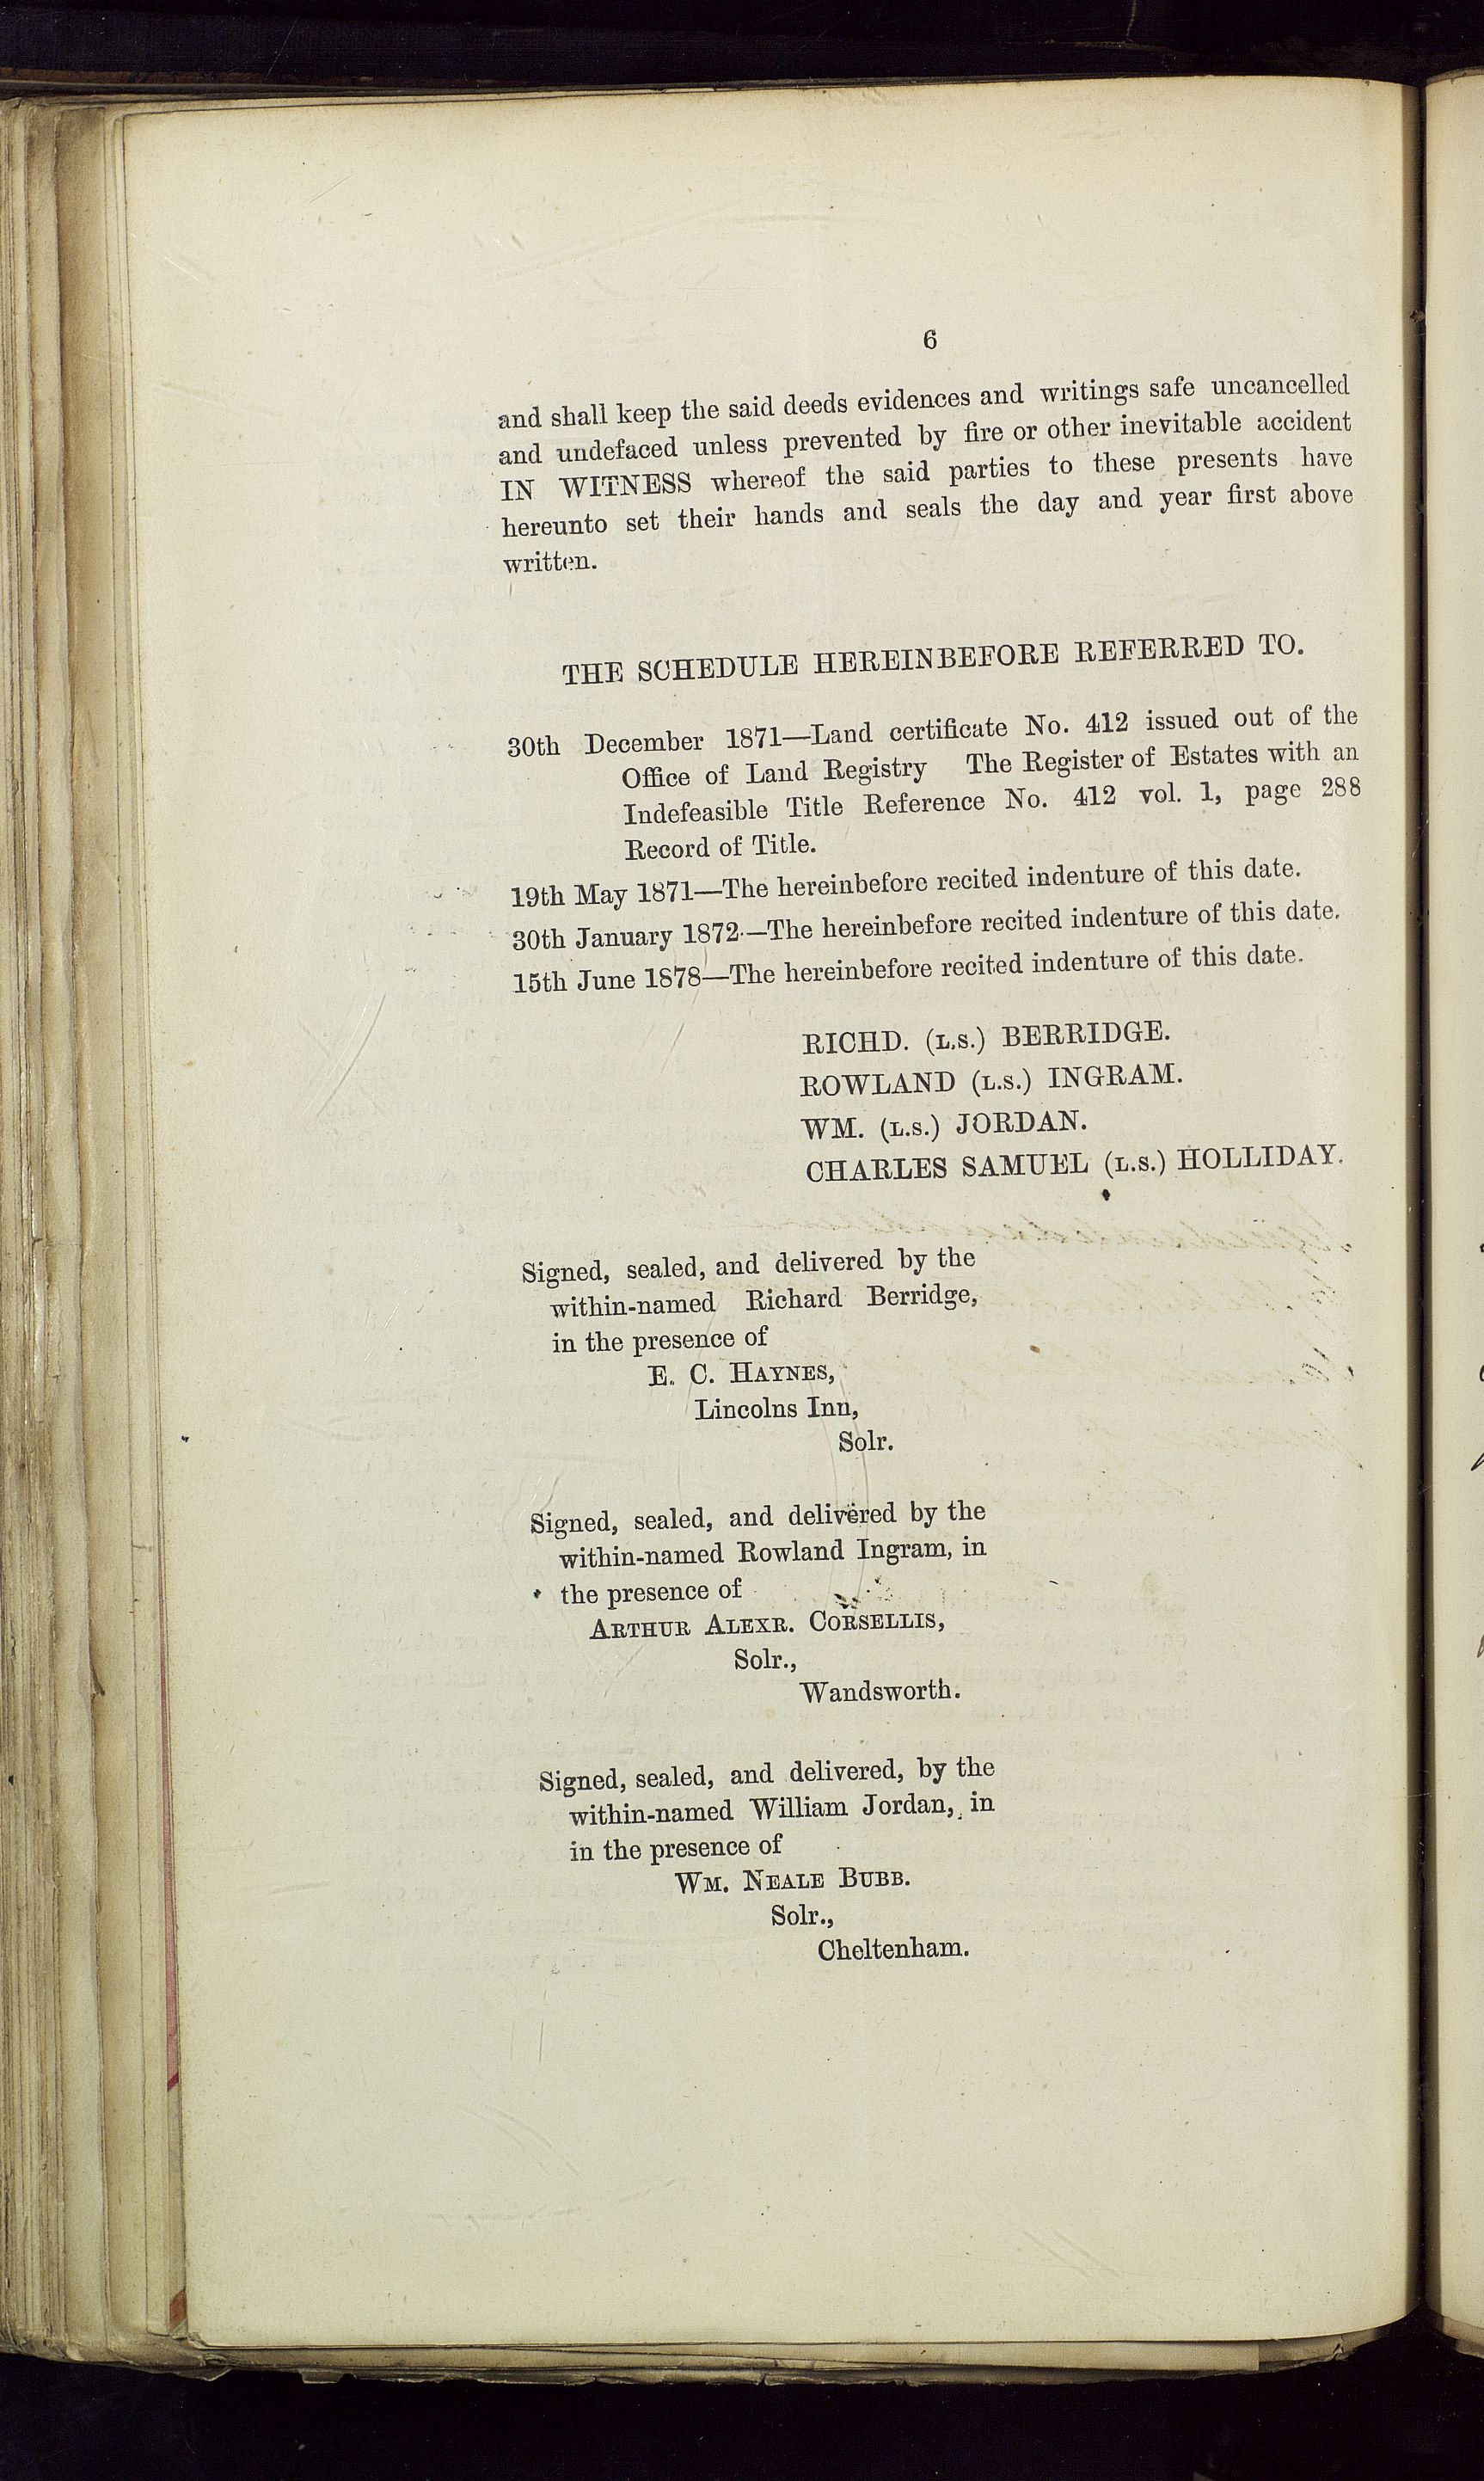 6
and shall keep the said deeds evidences and writings safe uncancelled
and undefaced unless prevented by fire or other inevitable accident
IN WITNESS whereof the said parties to these presents have
hereunto set their hands and seals the day and year first above
written.
THE SCHEDULE HEREINBEFORE REFERRED TO.
30th December 1871—Land certificate No. 412 issued out of the
Office of Land Registry The Register of Estates with an
Indefeasible Title Reference No. 412 vol. 1, page 288
Record of Title.
19th May 1871—The hereinbefore recited indenture of this date.
30th January 1872—The hereinbefore recited indenture of this date.
15th June 1878—The hereinbefore recited indenture of this date.
RICHD. (L.S.) BERRIDGE.
ROWLAND (L.S.) INGRAM.
WM. (L.S.) JORDAN.
CHARLES SAMUEL (L.S.) HOLLIDAY.
Signed, sealed, and delivered by the
within-named Richard Berridge,
in the presence of
E. C. HAYNES,
Lincolns Inn,
Solr.
Signed, sealed, and delivered by the
within-named Rowland Ingram, in
the presence of
ARTHUR ALEXR. CORSELLIS,
Solr.,
Wandsworth.
Signed, sealed, and delivered, by the
within-named William Jordan, in
in the presence of
WM. NEALE BUBB.
Solr.,
Cheltenham.